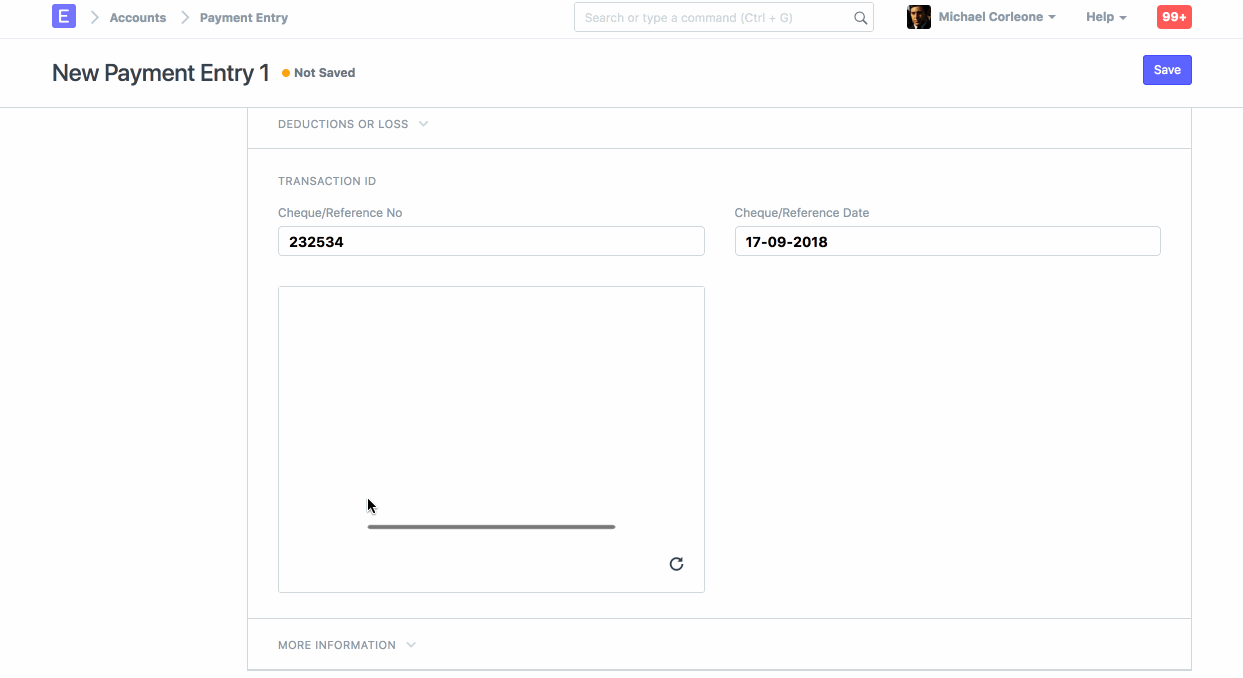 E
Accounts
Payment Entry
Search or type a command (Ctrl + G)
Michael Corleone
Help
99+
New Payment Entry 1
Not Saved
Save
DEDUCTIONS OR LOSS
TRANSACTION ID
Cheque/Reference No
Cheque/Reference Date
232534
17-09-2018
MORE INFORMATION